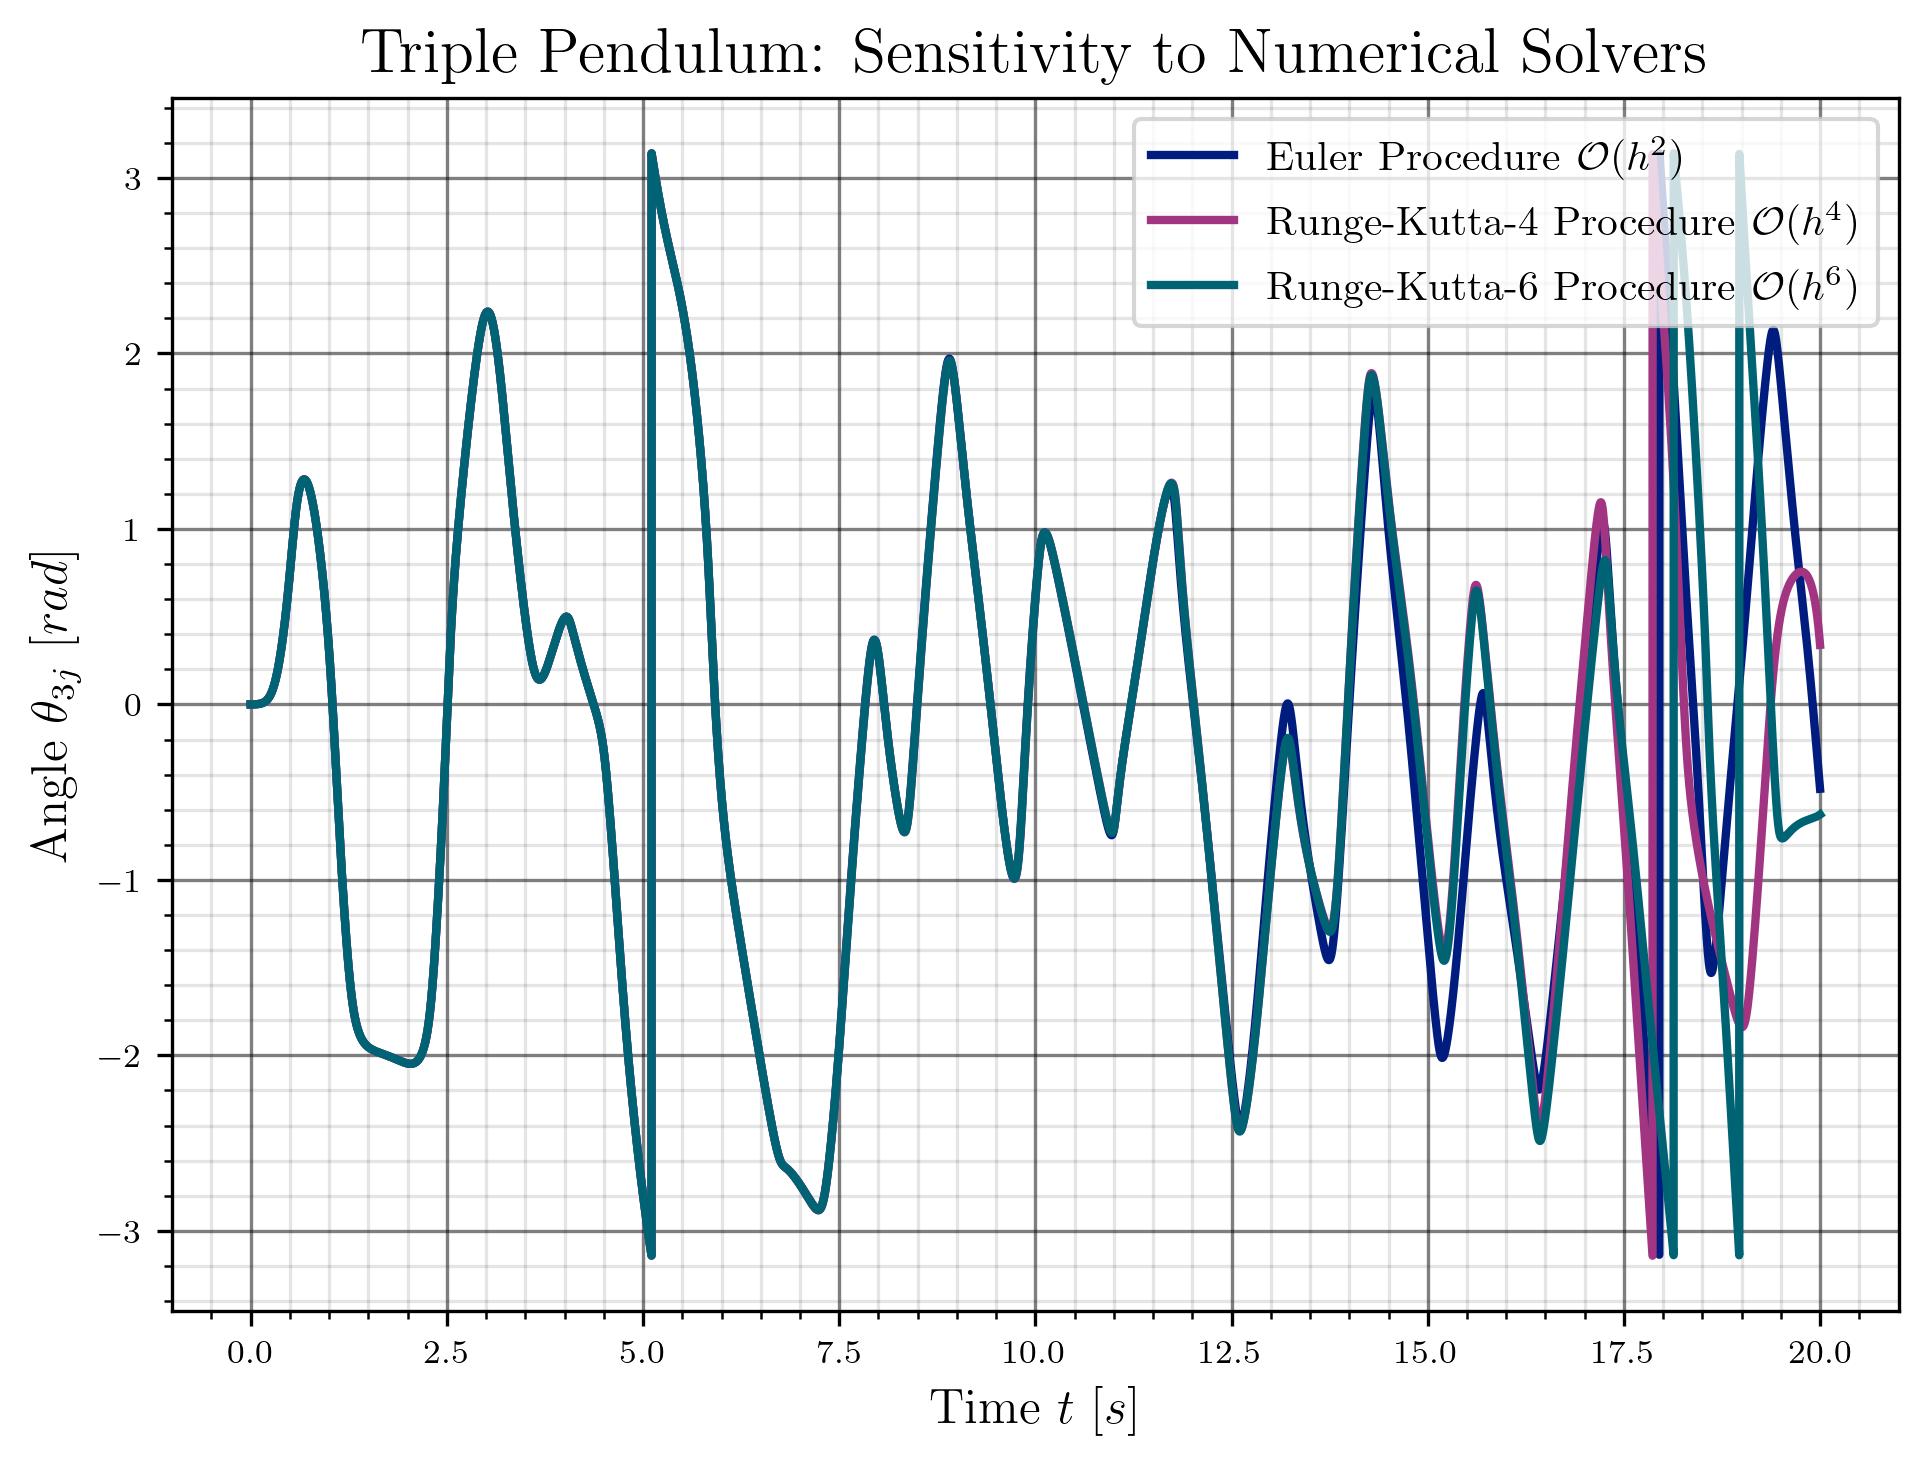 Triple Pendulum: Sensitivity to Numerical Solvers
Euler Procedure 𝒪(h²)
Runge-Kutta-4 Procedure 𝒪(h⁴)
Runge-Kutta-6 Procedure 𝒪(h⁶)
Angle θ₃ⱼ [rad]
3
2
1
0
−1
−2
−3
0.0 2.5 5.0 7.5 10.0 12.5 15.0 17.5 20.0
Time t [s]